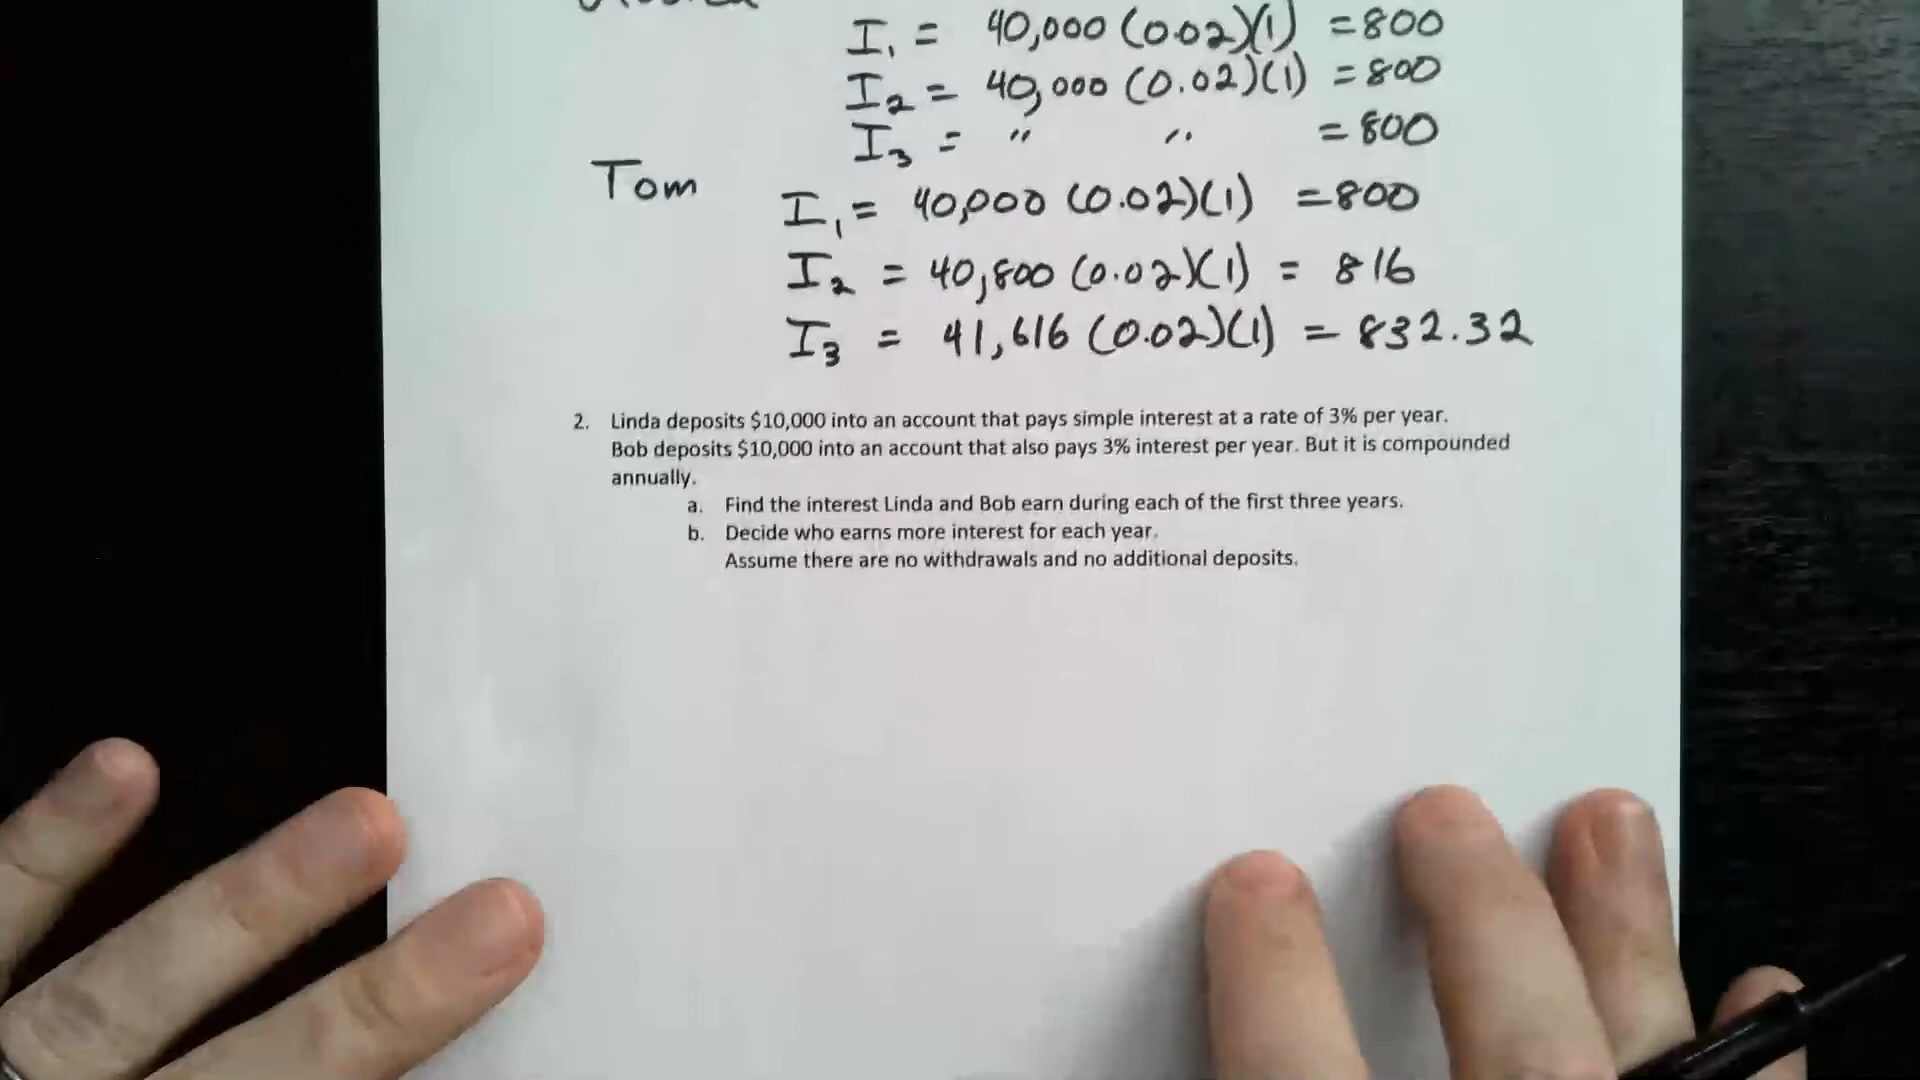 I₁ = 40,000 (0.02)(1) = 800
I₂ = 40,000 (0.02)(1) = 800
I₃ = " " = 800
Tom
I₁ = 40,000 (0.02)(1) = 800
I₂ = 40,800 (0.02)(1) = 816
I₃ = 41,616 (0.02)(1) = 832.32
2. Linda deposits $10,000 into an account that pays simple interest at a rate of 3% per year.
Bob deposits $10,000 into an account that also pays 3% interest per year. But it is compounded
annually.
a. Find the interest Linda and Bob earn during each of the first three years.
b. Decide who earns more interest for each year.
Assume there are no withdrawals and no additional deposits.